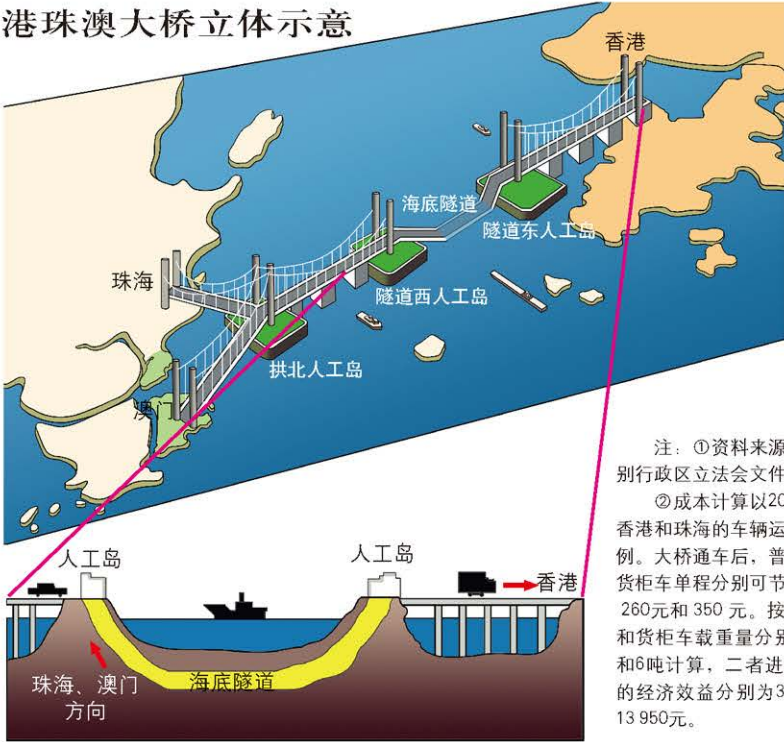 港珠澳大桥立体示意
香港
海底隧道
隧道东人工岛
珠海
隧道西人工岛
拱北人工岛
澳门
注：①资料来源
别行政区立法会文件
②成本计算以20
香港和珠海的车辆运
例。大桥通车后，普
货柜车单程分别可节
260元和 350 元。按
和货柜车载重量分别
和6吨计算，二者进
的经济效益分别为3
13 950元。
人工岛
人工岛
香港
珠海、澳门
方向
海底隧道